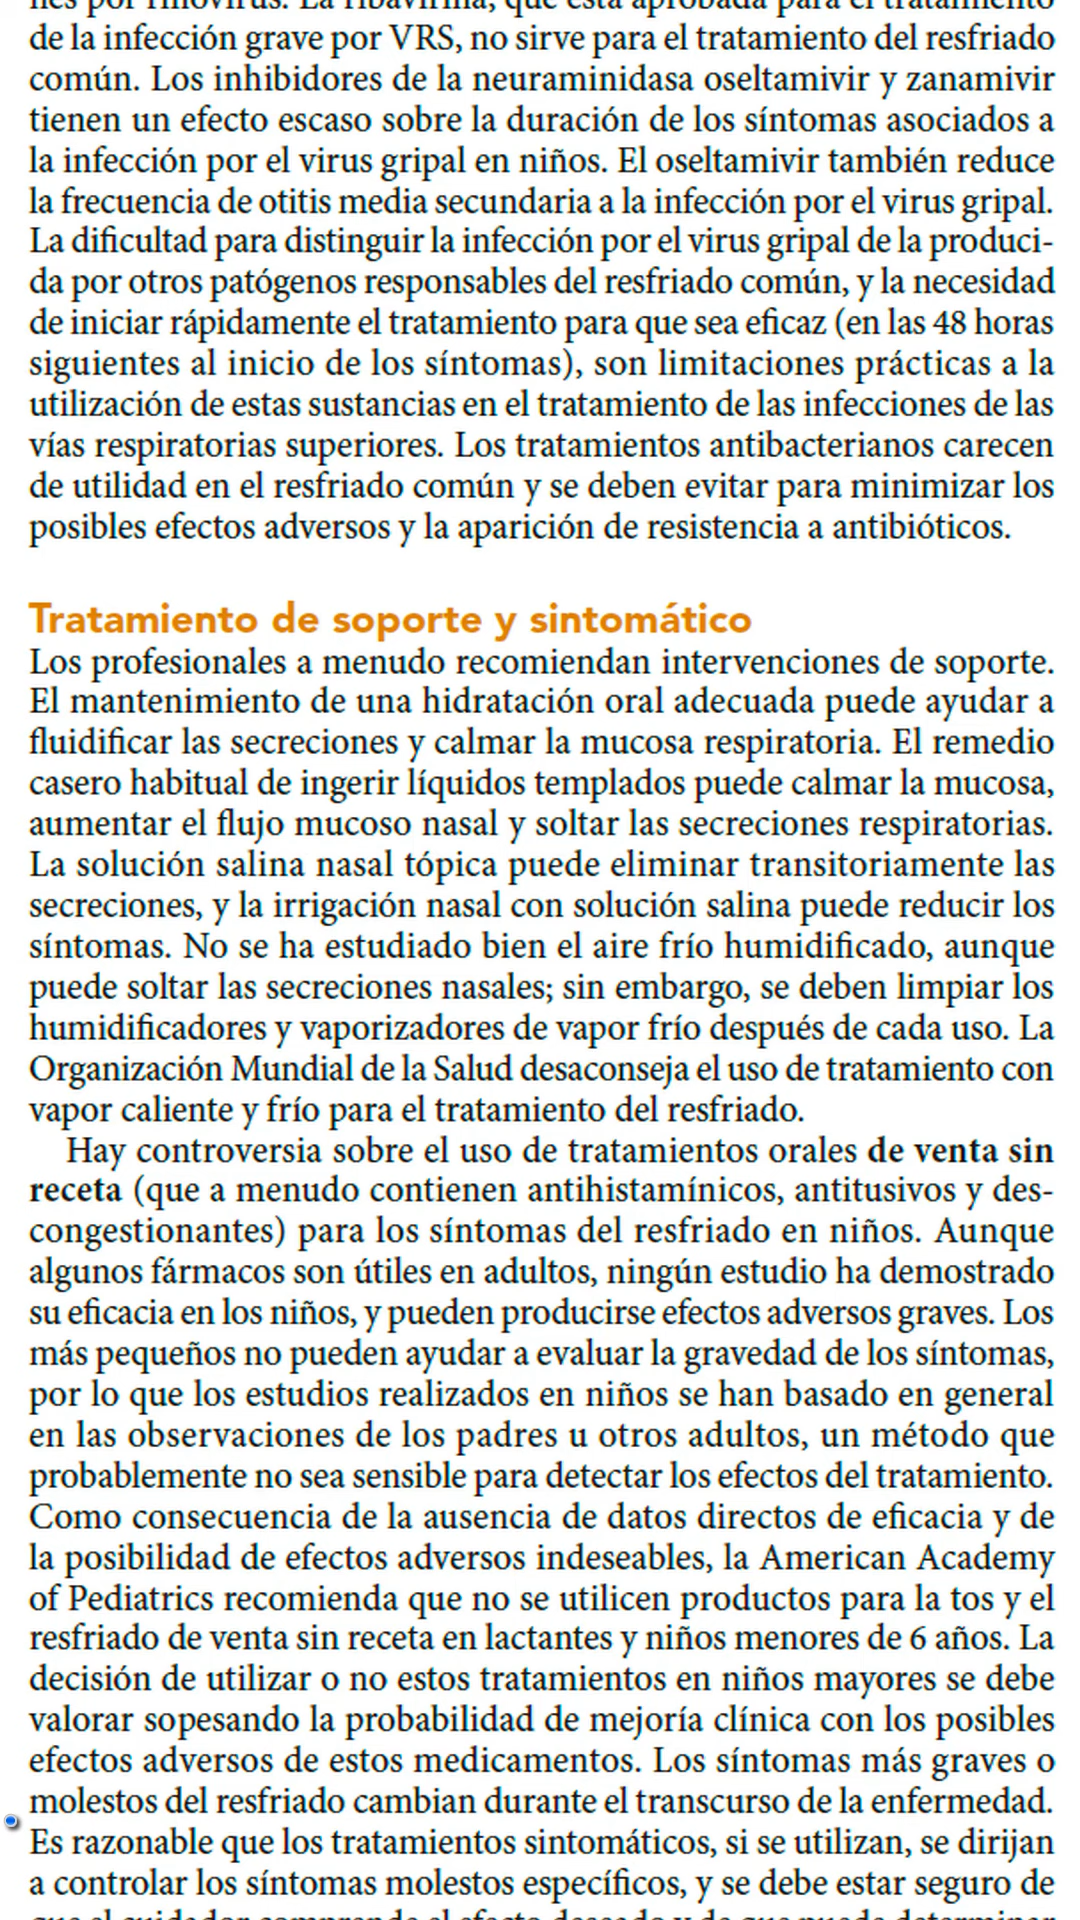 de la infección grave por VRS, no sirve para el tratamiento del resfriado
común. Los inhibidores de la neuraminidasa oseltamivir y zanamivir
tienen un efecto escaso sobre la duración de los síntomas asociados a
la infección por el virus gripal en niños. El oseltamivir también reduce
la frecuencia de otitis media secundaria a la infección por el virus gripal.
La dificultad para distinguir la infección por el virus gripal de la produci-
da por otros patógenos responsables del resfriado común, y la necesidad
de iniciar rápidamente el tratamiento para que sea eficaz (en las 48 horas
siguientes al inicio de los síntomas), son limitaciones prácticas a la
utilización de estas sustancias en el tratamiento de las infecciones de las
vías respiratorias superiores. Los tratamientos antibacterianos carecen
de utilidad en el resfriado común y se deben evitar para minimizar los
posibles efectos adversos y la aparición de resistencia a antibióticos.
Tratamiento de soporte y sintomático
Los profesionales a menudo recomiendan intervenciones de soporte.
El mantenimiento de una hidratación oral adecuada puede ayudar a
fluidificar las secreciones y calmar la mucosa respiratoria. El remedio
casero habitual de ingerir líquidos templados puede calmar la mucosa,
aumentar el flujo mucoso nasal y soltar las secreciones respiratorias.
La solución salina nasal tópica puede eliminar transitoriamente las
secreciones, y la irrigación nasal con solución salina puede reducir los
síntomas. No se ha estudiado bien el aire frío humidificado, aunque
puede soltar las secreciones nasales; sin embargo, se deben limpiar los
humidificadores y vaporizadores de vapor frío después de cada uso. La
Organización Mundial de la Salud desaconseja el uso de tratamiento con
vapor caliente y frío para el tratamiento del resfriado.
Hay controversia sobre el uso de tratamientos orales de venta sin
receta (que a menudo contienen antihistamínicos, antitusivos y des-
congestionantes) para los síntomas del resfriado en niños. Aunque
algunos fármacos son útiles en adultos, ningún estudio ha demostrado
su eficacia en los niños, y pueden producirse efectos adversos graves. Los
más pequeños no pueden ayudar a evaluar la gravedad de los síntomas,
por lo que los estudios realizados en niños se han basado en general
en las observaciones de los padres u otros adultos, un método que
probablemente no sea sensible para detectar los efectos del tratamiento.
Como consecuencia de la ausencia de datos directos de eficacia y de
la posibilidad de efectos adversos indeseables, la American Academy
of Pediatrics recomienda que no se utilicen productos para la tos y el
resfriado de venta sin receta en lactantes y niños menores de 6 años. La
decisión de utilizar o no estos tratamientos en niños mayores se debe
valorar sopesando la probabilidad de mejoría clínica con los posibles
efectos adversos de estos medicamentos. Los síntomas más graves o
molestos del resfriado cambian durante el transcurso de la enfermedad.
Es razonable que los tratamientos sintomáticos, si se utilizan, se dirijan
a controlar los síntomas molestos específicos, y se debe estar seguro de